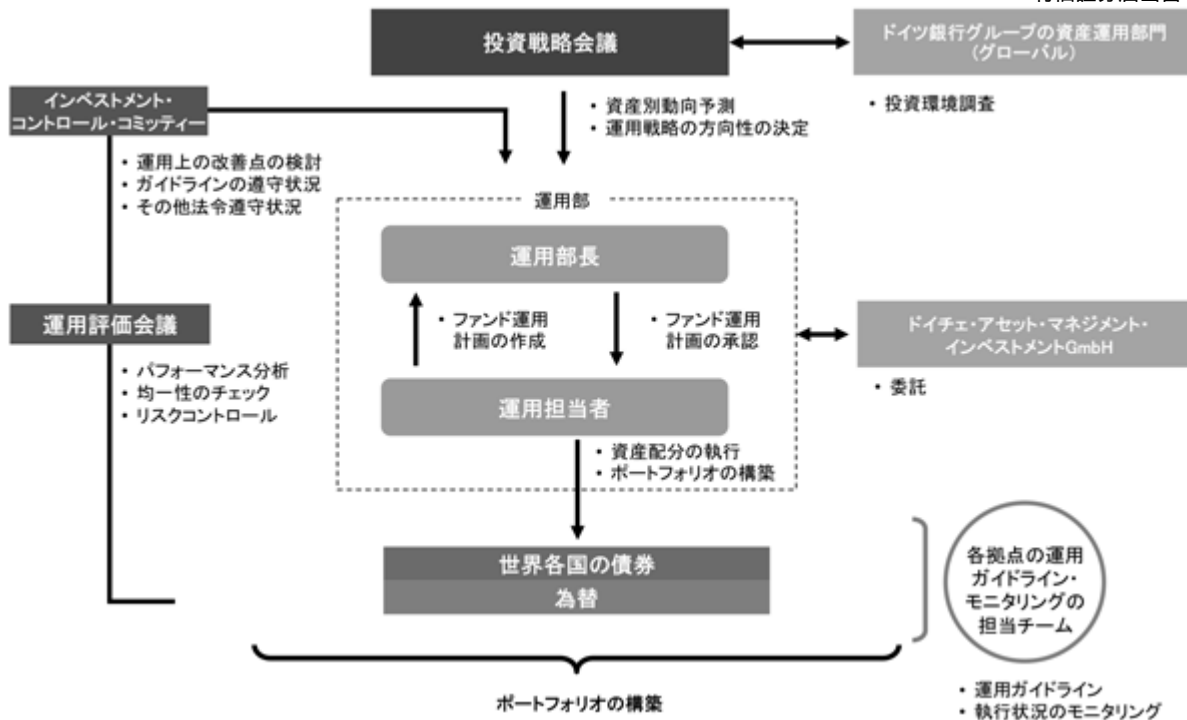 投資戦略会議
ドイツ銀行グループの資産運用部門
(グローバル)
・ 投資環境調査
・ 資産別動向予測
・ 運用戦略の方向性の決定
インベストメント・
コントロール・コミッティー
・ 運用上の改善点の検討
・ ガイドラインの遵守状況
・ その他法令遵守状況
運用部
運用部長
・ ファンド運用
計画の作成
・ ファンド運用
計画の承認
運用担当者
・ 資産配分の執行
・ ポートフォリオの構築
ドイチェ・アセット・マネジメント・
インベストメントGmbH
・ 委託
運用評価会議
・ パフォーマンス分析
・ 均一性のチェック
・ リスクコントロール
世界各国の債券
為替
各拠点の運用
ガイドライン・
モニタリングの
担当チーム
・ 運用ガイドライン
・ 執行状況のモニタリング
ポートフォリオの構築